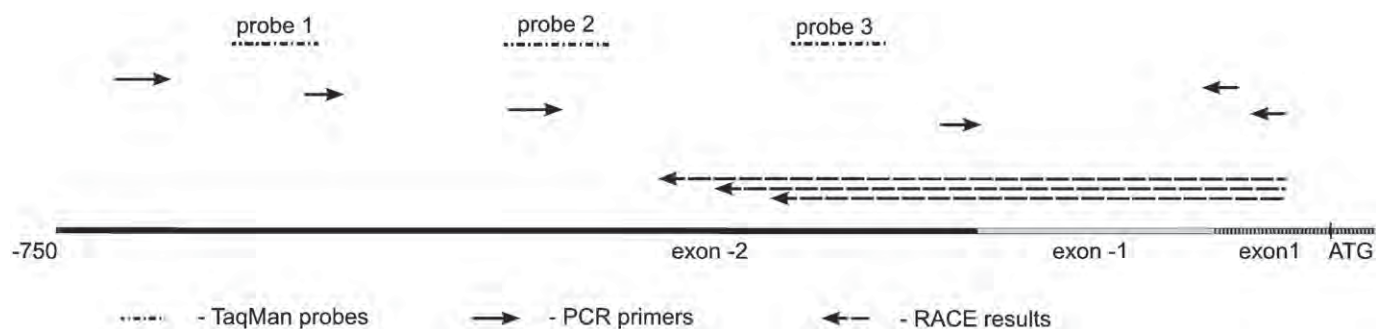 probe 1 probe 2 probe 3
-750 exon -2 exon -1 exon1 ATG
- TaqMan probes - PCR primers - RACE results